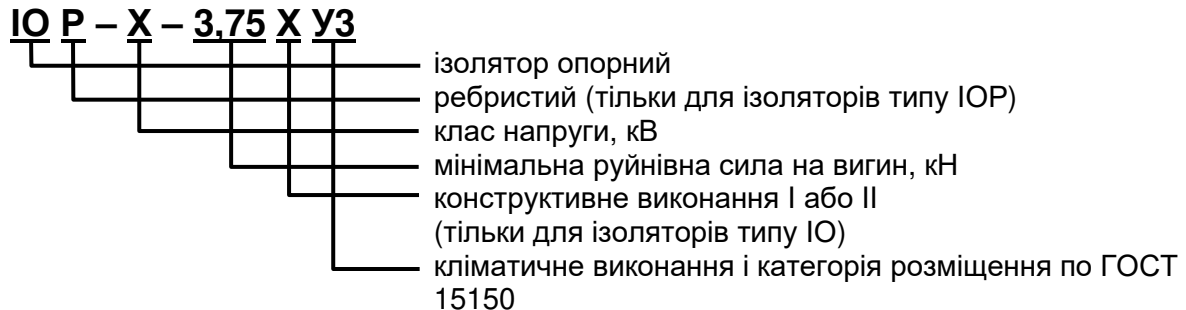 ІО Р – Х – 3,75 Х У3
ізолятор опорний
ребристий (тільки для ізоляторів типу ІОР)
клас напруги, кВ
мінімальна руйнівна сила на вигин, кН
конструктивне виконання І або ІІ
(тільки для ізоляторів типу ІО)
кліматичне виконання і категорія розміщення по ГОСТ
15150